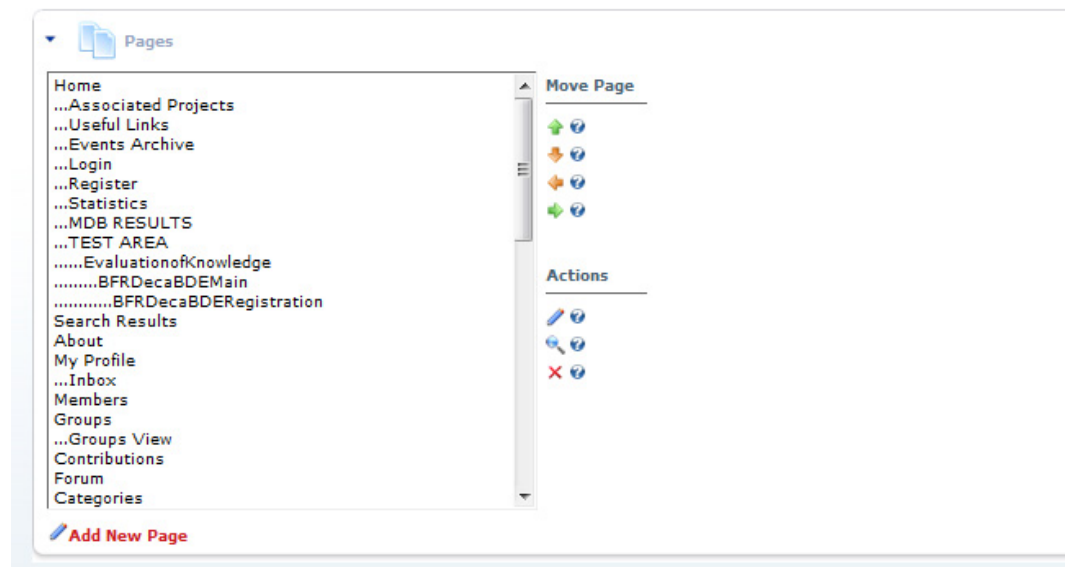 Pages
Home
...Associated Projects
...Useful Links
...Events Archive
...Login
...Register
...Statistics
...MDB RESULTS
...TEST AREA
......EvaluationofKnowledge
.........BFRDecaBDEMain
............BFRDecaBDERegistration
Search Results
About
My Profile
...Inbox
Members
Groups
...Groups View
Contributions
Forum
Categories
Add New Page
Move Page
Actions